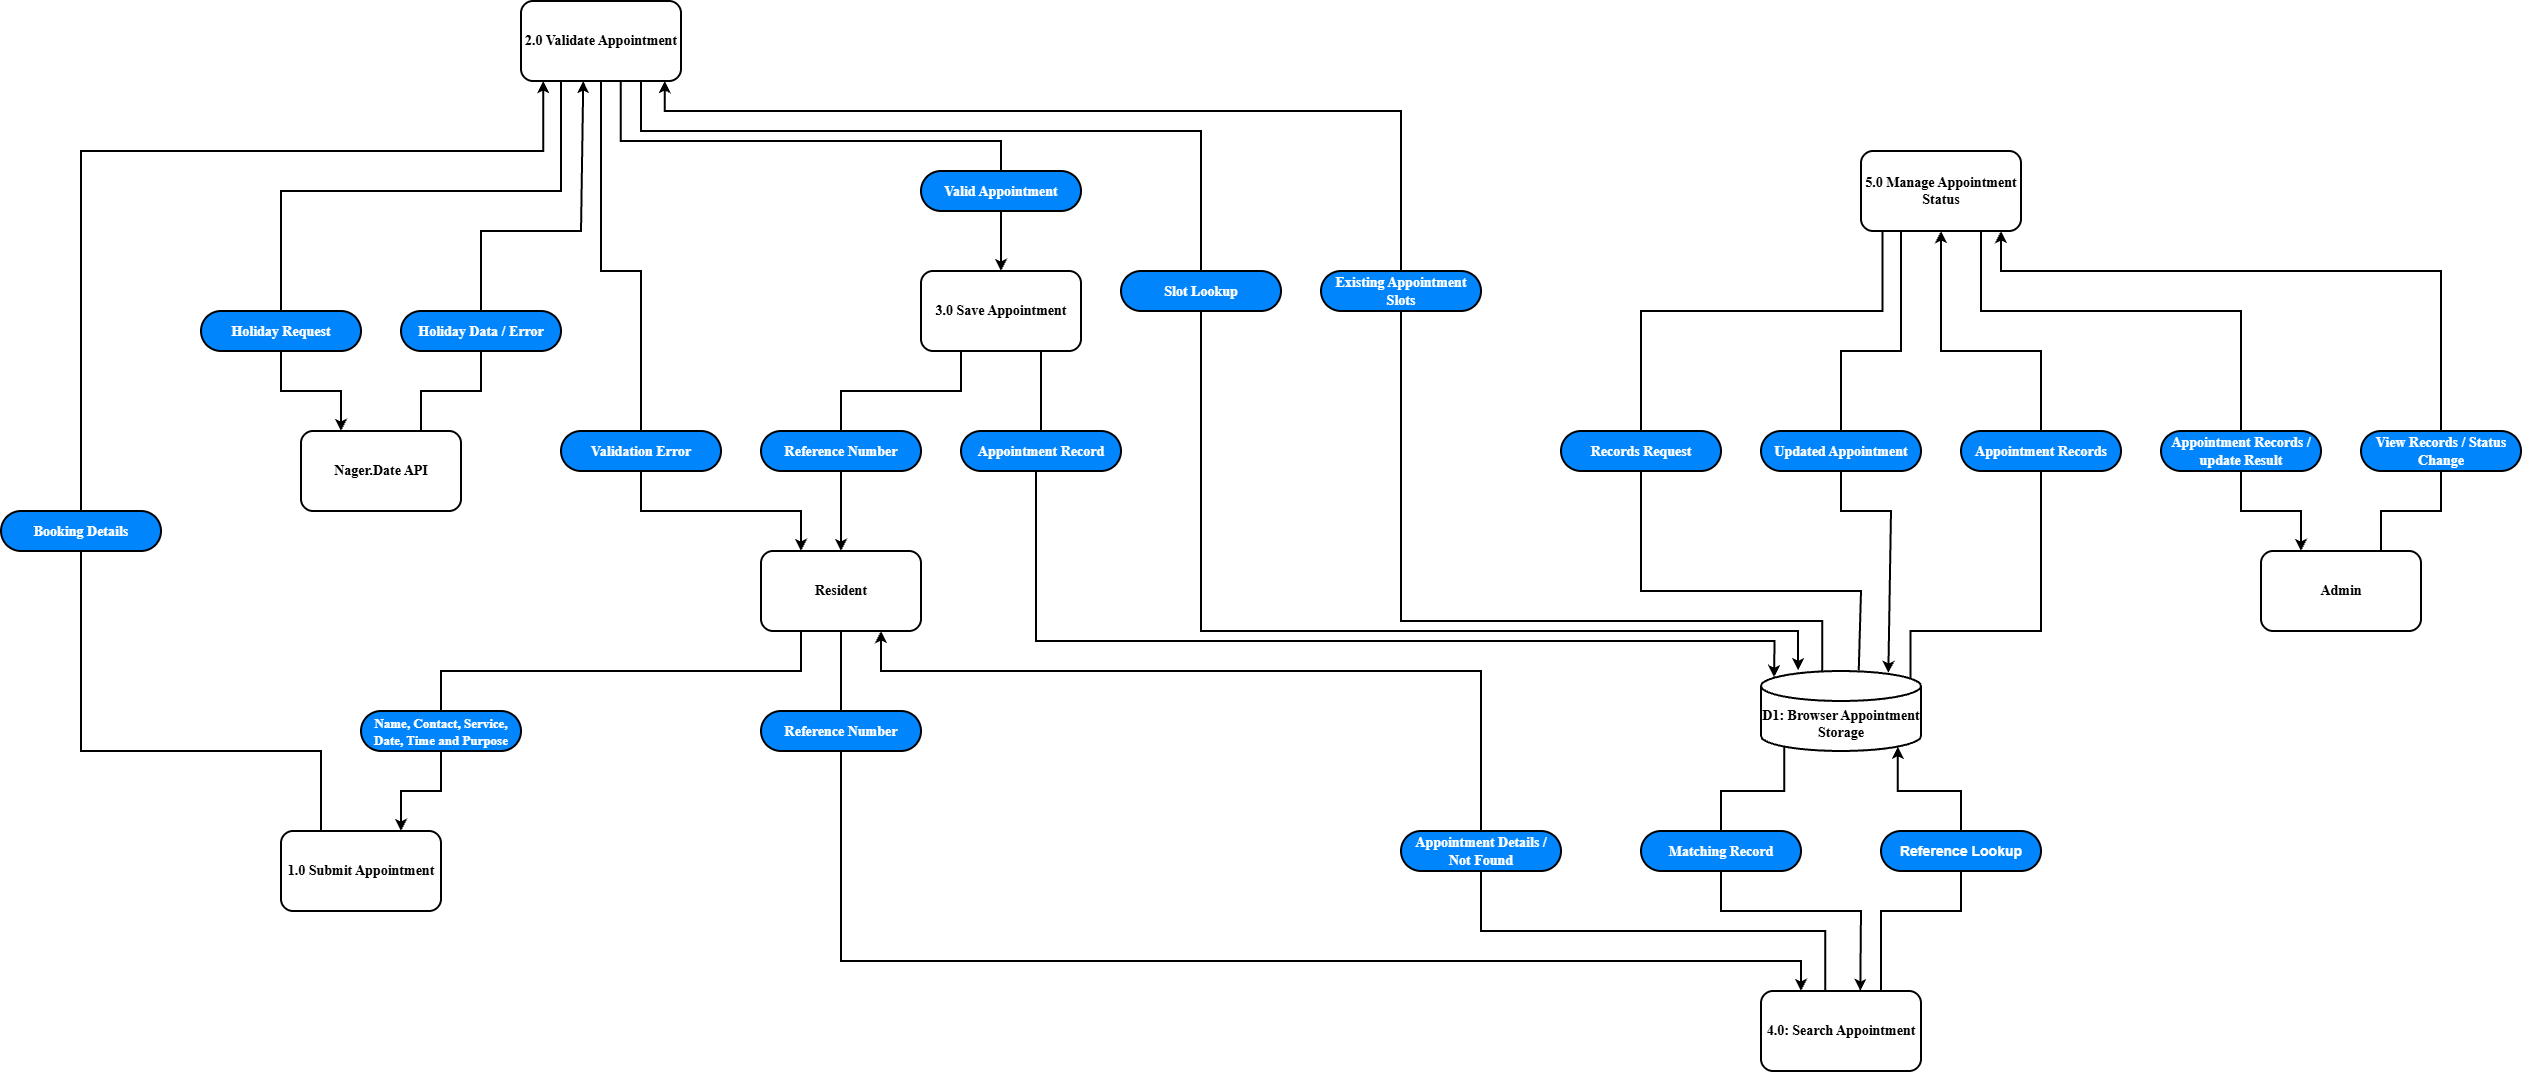 2.0 Validate Appointment
Valid Appointment
5.0 Manage Appointment
Status
Slot Lookup
Existing Appointment
Slots
3.0 Save Appointment
Holiday Request
Holiday Data / Error
Nager.Date API
Validation Error
Reference Number
Appointment Record
Records Request
Updated Appointment
Appointment Records
Appointment Records /
update Result
View Records / Status
Change
Booking Details
Resident
Admin
Name, Contact, Service,
Date, Time and Purpose
Reference Number
D1: Browser Appointment
Storage
1.0 Submit Appointment
Appointment Details /
Not Found
Matching Record
Reference Lookup
4.0: Search Appointment